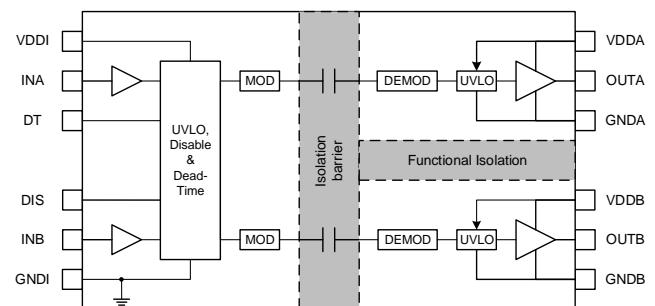 VDDI
INA
DT
DIS
INB
GNDI
UVLO,
Disable
&
Dead-
Time
MOD
MOD
Isolation
barrier
DEMOD
UVLO
Functional Isolation
DEMOD
UVLO
VDDA
OUTA
GNDA
VDDB
OUTB
GNDB